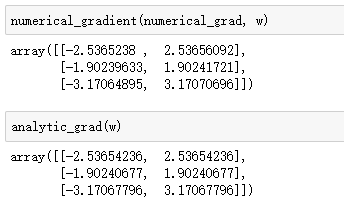 numerical_gradient(numerical_grad, w)
array([[-2.5365238 ,  2.53656092],
       [-1.90239633,  1.90241721],
       [-3.17064895,  3.17070696]])
analytic_grad(w)
array([[-2.53654236,  2.53654236],
       [-1.90240677,  1.90240677],
       [-3.17067796,  3.17067796]])